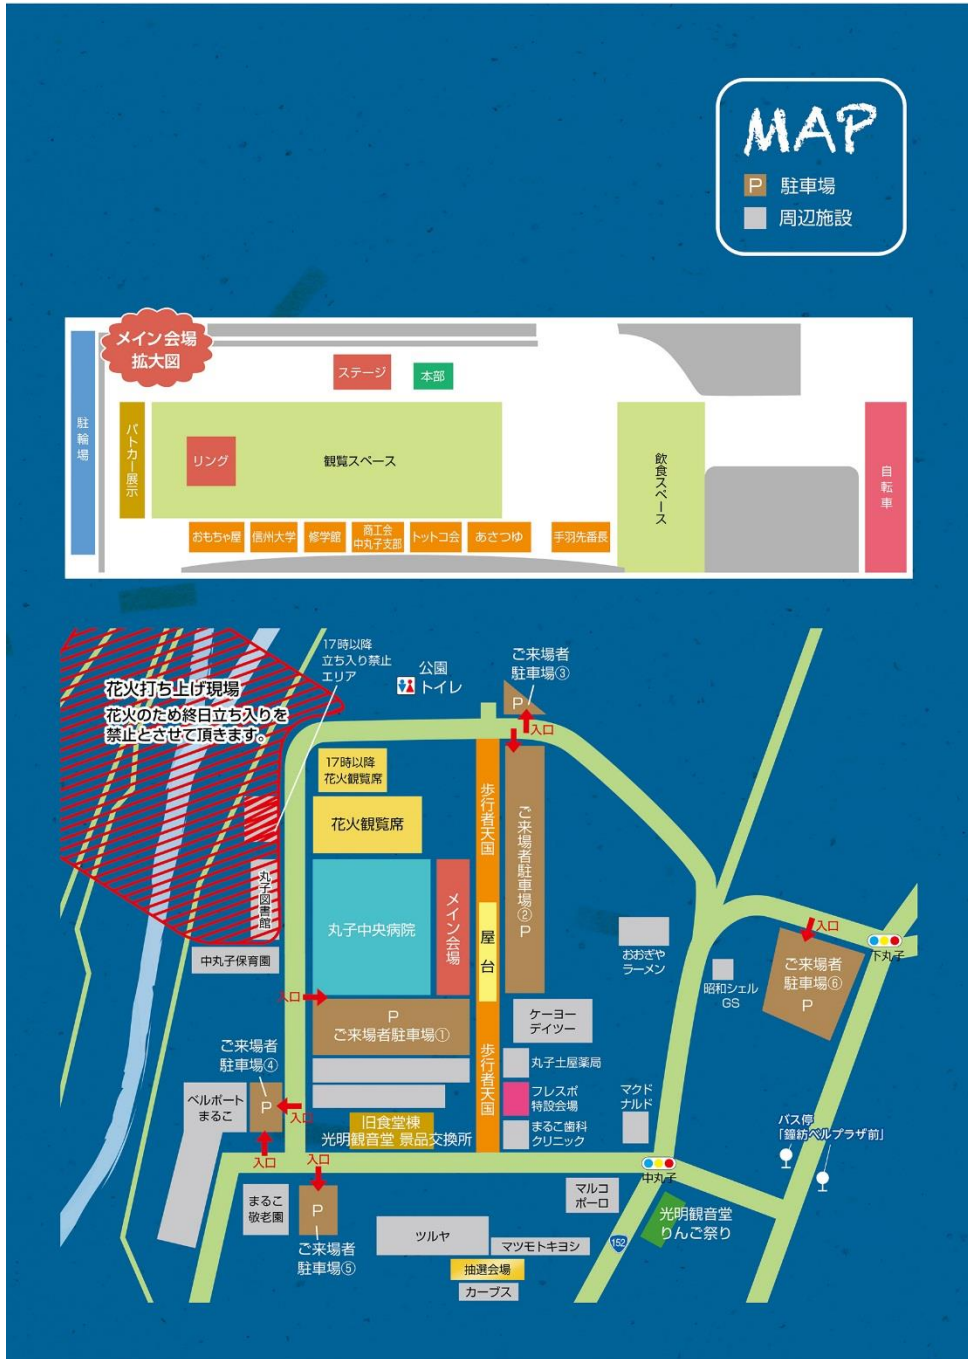 MAP
P 駐車場
周辺施設
メイン会場
拡大図
ステージ
本部
駐輪場
パトカー展示
リング
観覧スペース
飲食スペース
自転車
おもちゃ屋
信州大学
修学館
商工会
中丸子支部
トットコ会
あさつゆ
手羽先番長
17時以降
立ち入り禁止
エリア
公園
トイレ
ご来場者
駐車場③
P
入口
花火打ち上げ現場
花火のため終日立ち入りを
禁止とさせて頂きます。
17時以降
花火観覧席
花火観覧席
歩行者天国
ご来場者駐車場② P
丸子図書館
丸子中央病院
メイン会場
屋台
中丸子保育園
おおぎや
ラーメン
昭和シェル
GS
入口
ご来場者
駐車場⑥
P
下丸子
入口
P
ご来場者駐車場①
ケーヨー
デイツー
歩行者天国
丸子土屋薬局
フレスポ
特設会場
まるこ歯科
クリニック
マクド
ナルド
ご来場者
駐車場④
P
ベルポート
まるこ
入口
入口
入口
旧食堂棟
光明観音堂 景品交換所
バス停
「鐘紡ベルプラザ前」
中丸子
まるこ
敬老園
P
ご来場者
駐車場⑤
マルコ
ポーロ
光明観音堂
りんご祭り
152
ツルヤ
マツモトキヨシ
抽選会場
カーブス